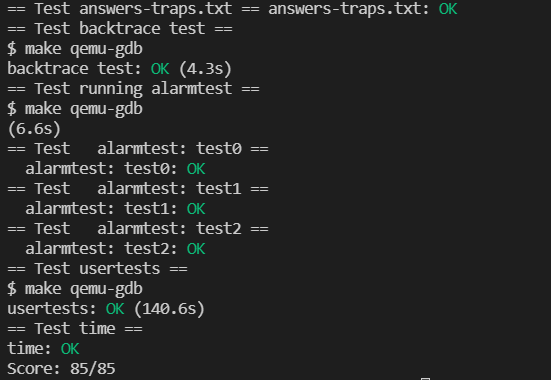 == Test answers-traps.txt == answers-traps.txt: OK
== Test backtrace test ==
$ make qemu-gdb
backtrace test: OK (4.3s)
== Test running alarmtest ==
$ make qemu-gdb
(6.6s)
== Test   alarmtest: test0 ==
  alarmtest: test0: OK
== Test   alarmtest: test1 ==
  alarmtest: test1: OK
== Test   alarmtest: test2 ==
  alarmtest: test2: OK
== Test usertests ==
$ make qemu-gdb
usertests: OK (140.6s)
== Test time ==
time: OK
Score: 85/85